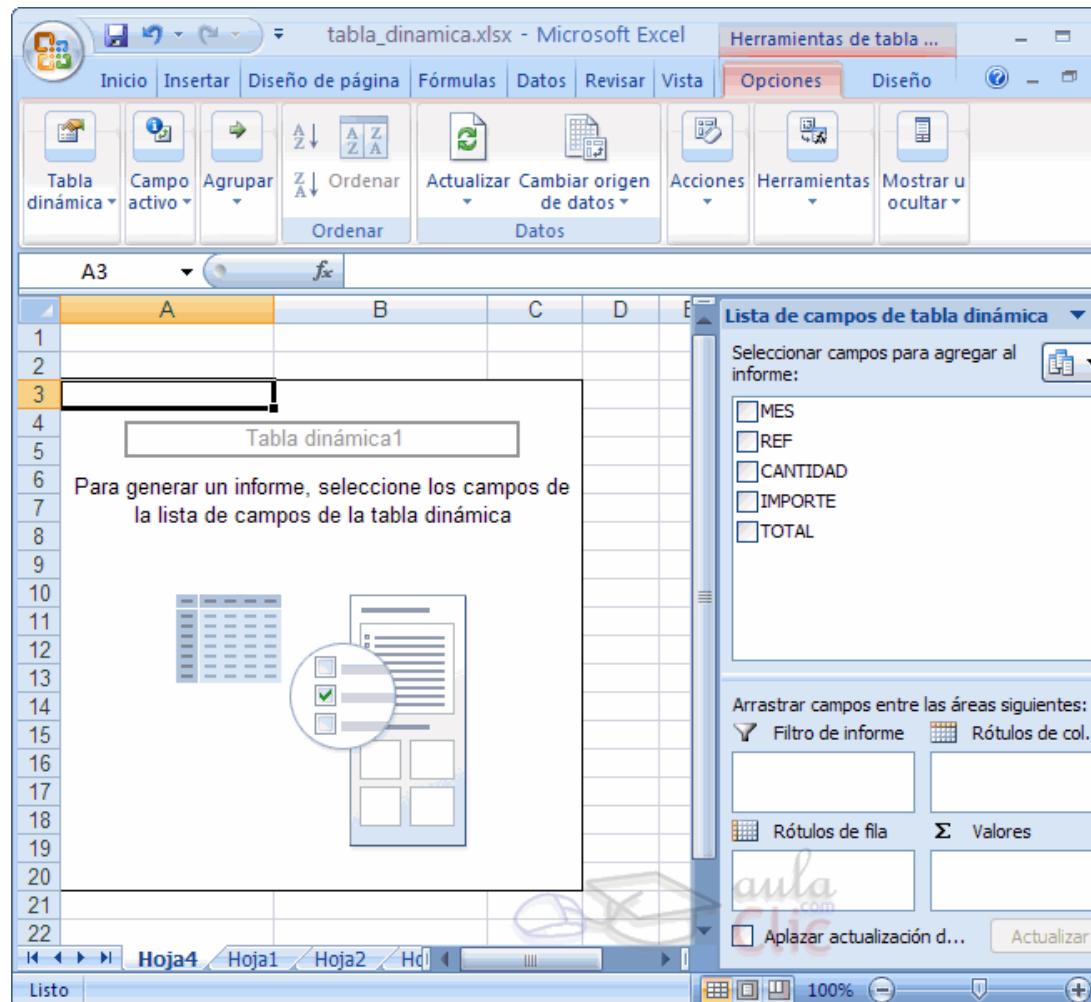 tabla_dinamica.xlsx - Microsoft Excel
Herramientas de tabla ...
Inicio Insertar Diseño de página Fórmulas Datos Revisar Vista Opciones Diseño
Tabla dinámica
Campo activo
Agrupar
Ordenar
Ordenar
Actualizar
Cambiar origen de datos
Datos
Acciones
Herramientas
Mostrar u ocultar
A3
fx
A B C D E
1
2
3
4
5
6
7
8
9
10
11
12
13
14
15
16
17
18
19
20
21
22
Tabla dinámica1
Para generar un informe, seleccione los campos de
la lista de campos de la tabla dinámica
Lista de campos de tabla dinámica
Seleccionar campos para agregar al
informe:
MES
REF
CANTIDAD
IMPORTE
TOTAL
Arrastrar campos entre las áreas siguientes:
Filtro de informe
Rótulos de col.
Rótulos de fila
Σ Valores
aula
Clic
.com
Aplazar actualización d...
Actualizar
Hoja4 Hoja1 Hoja2
Listo
100%